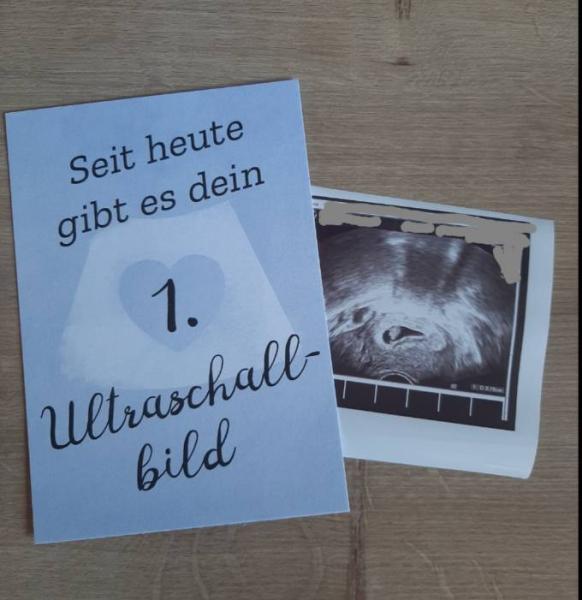 Seit heute
gibt es dein
1.
Ultraschall-
bild